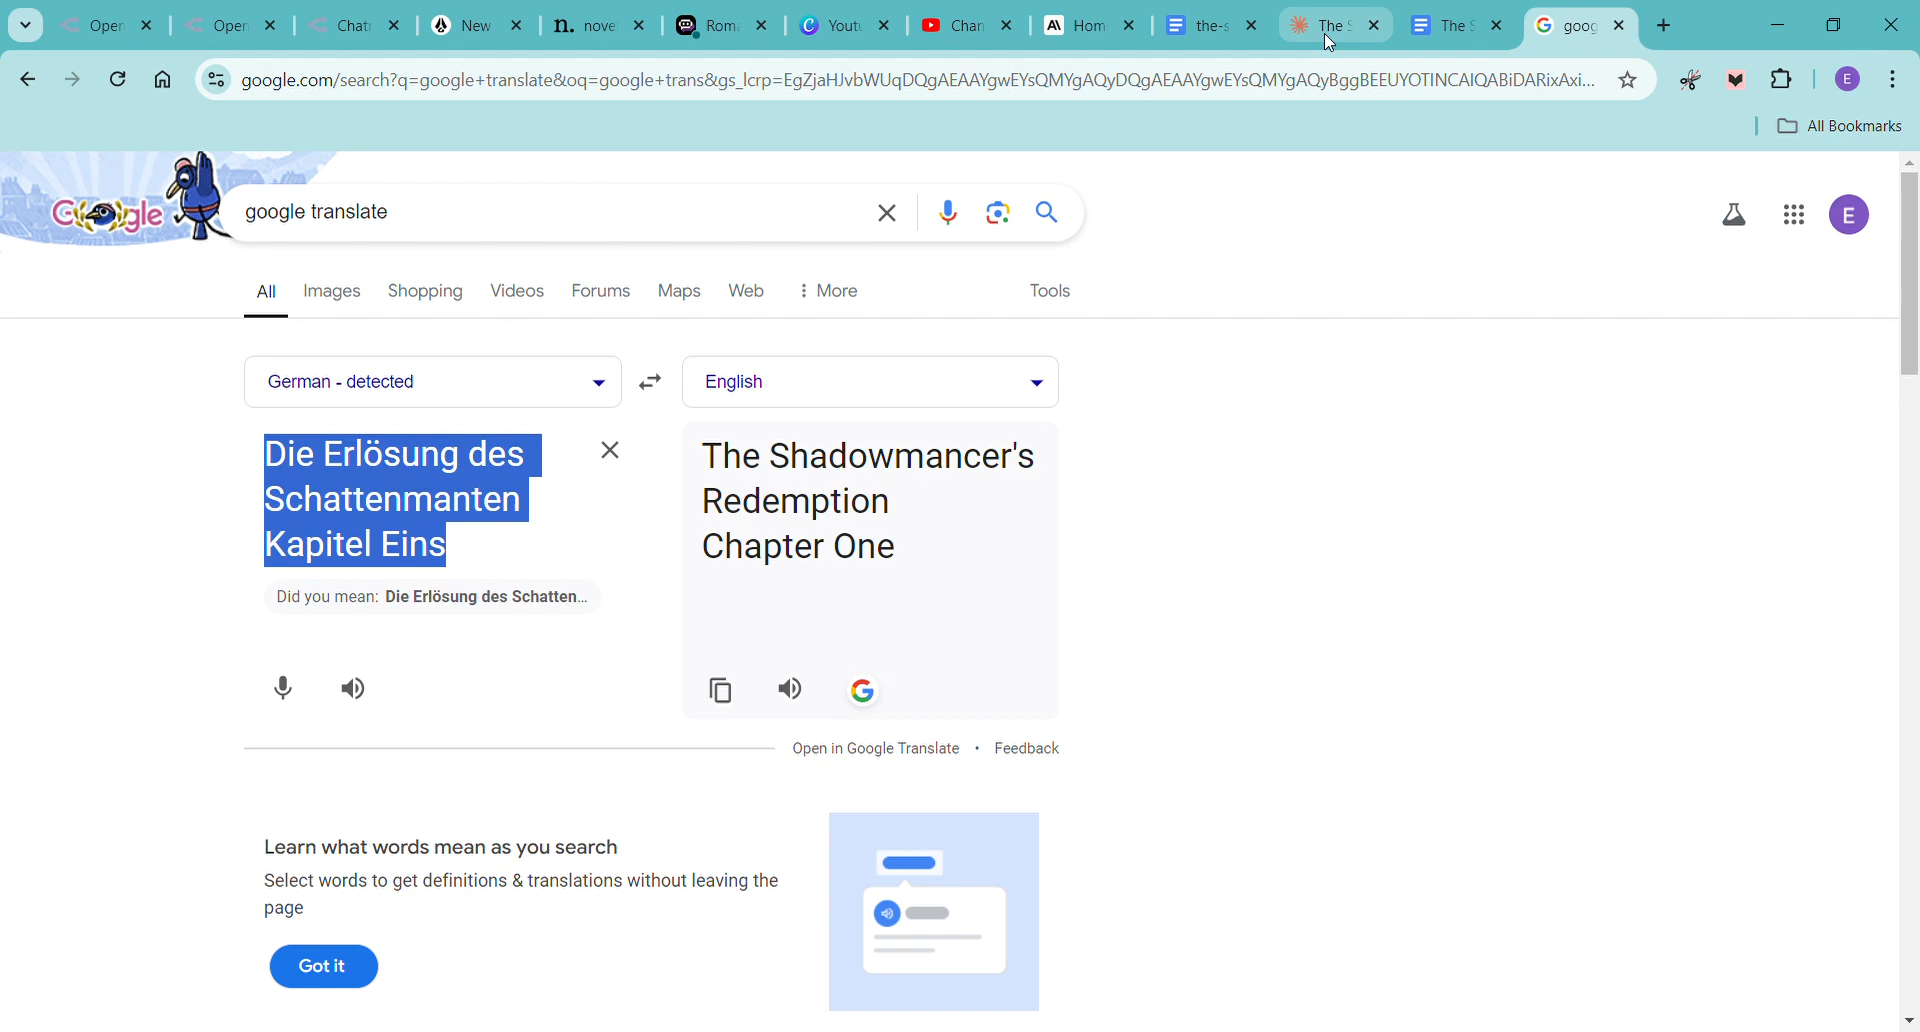 Open
Open
Chat
New
n. nove
Roma
Yout
Chan
A\ Hom
the-s
The S
The S
goog
google.com/search?q=google+translate&oq=google+trans&gs_lcrp=EgZjaHJvbWUqDQgAEAAYgwEYsQMYgAQyDQgAEAAYgwEYsQMYgAQyBggBEEUYOTINCAIQABiDARixAxi...
E
All Bookmarks
Google
google translate
E
All
Images
Shopping
Videos
Forums
Maps
Web
More
Tools
German - detected
English
Die Erlösung des
Schattenmanten
Kapitel Eins
The Shadowmancer's
Redemption
Chapter One
Did you mean: Die Erlösung des Schatten...
Open in Google Translate • Feedback
Learn what words mean as you search
Select words to get definitions & translations without leaving the
page
Got it